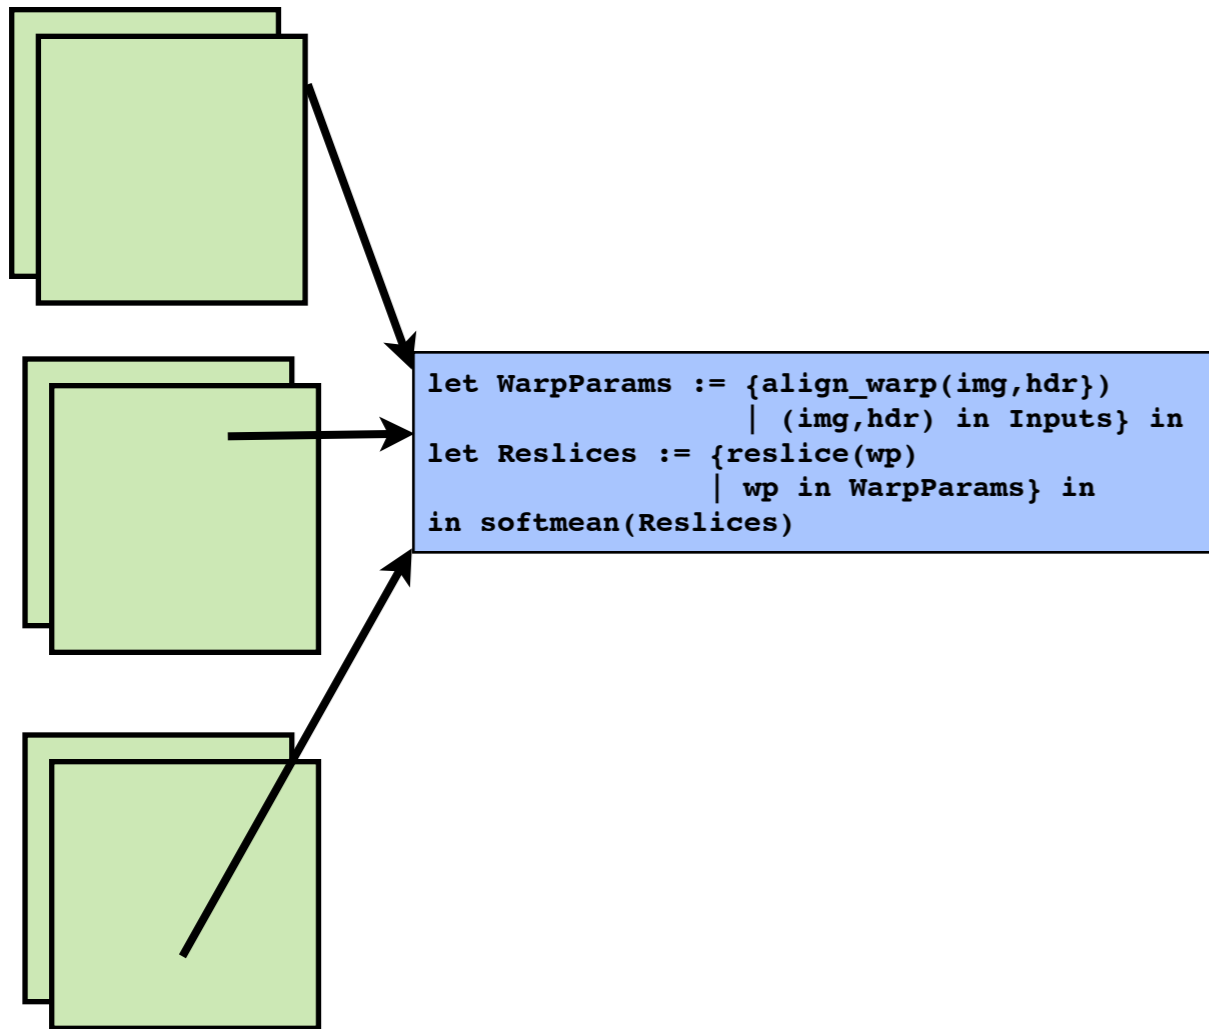 let WarpParams := {align_warp(img,hdr})
| (img,hdr) in Inputs} in
let Reslices := {reslice(wp)
| wp in WarpParams} in
in softmean(Reslices)